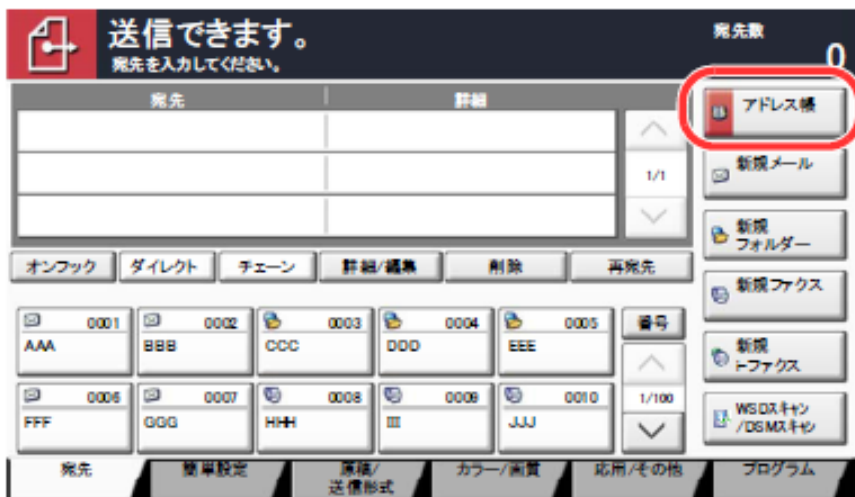 送信できます。
宛先を入力してください。
宛先数
0
宛先 詳細
1/1
アドレス帳
新規メール
新規
フォルダー
新規ファクス
新規
i-ファクス
WSDスキャン
/DSMスキャン
オンフック ダイレクト チェーン 詳細/編集 削除 再宛先
0001 0002 0003 0004 0005 番号
AAA BBB CCC DDD EEE
0006 0007 0008 0009 0010 1/100
FFF GGG HHH III JJJ
宛先 簡単設定 原稿/
送信形式 カラー/画質 応用/その他 プログラム